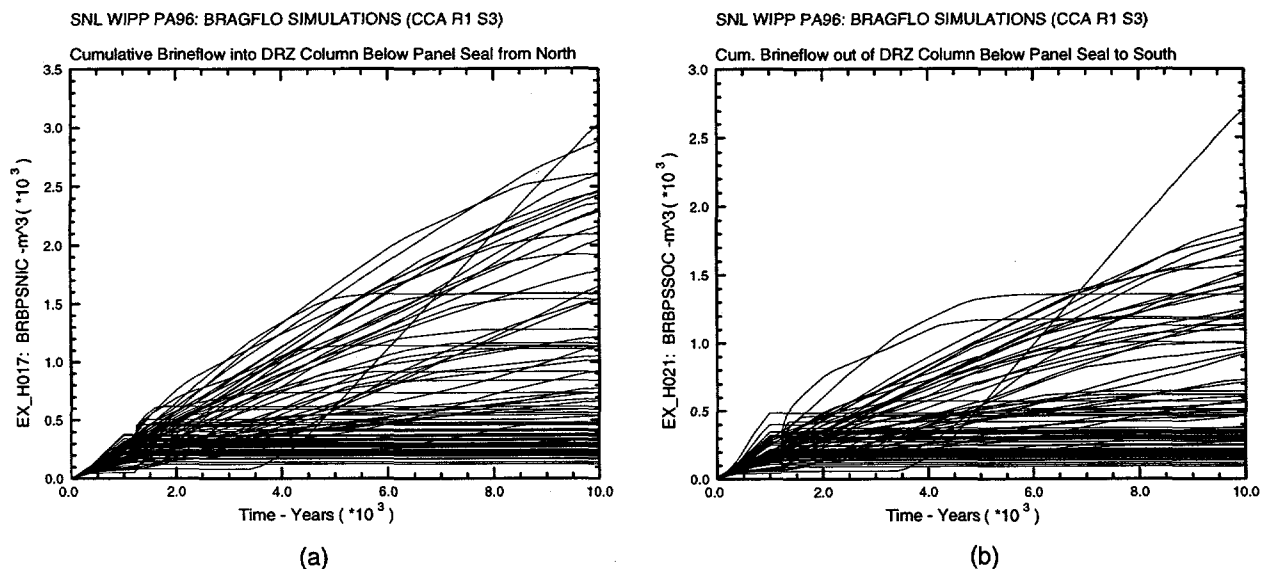 SNL WIPP PA96: BRAGFLO SIMULATIONS (CCA R1 S3)
Cumulative Brineflow into DRZ Column Below Panel Seal from North
3.5
3.0
2.5
2.0
1.5
1.0
0.5
0.0
EX_H017: BRBPSNIC -m^3 ( *10 3 )
0.0 2.0 4.0 6.0 8.0 10.0
Time - Years ( *10 3 )
(a)
SNL WIPP PA96: BRAGFLO SIMULATIONS (CCA R1 S3)
Cum. Brineflow out of DRZ Column Below Panel Seal to South
3.0
2.5
2.0
1.5
1.0
0.5
0.0
EX_H021: BRBPSSOC -m^3 ( *10 3 )
0.0 2.0 4.0 6.0 8.0 10.0
Time - Years ( *10 3 )
(b)